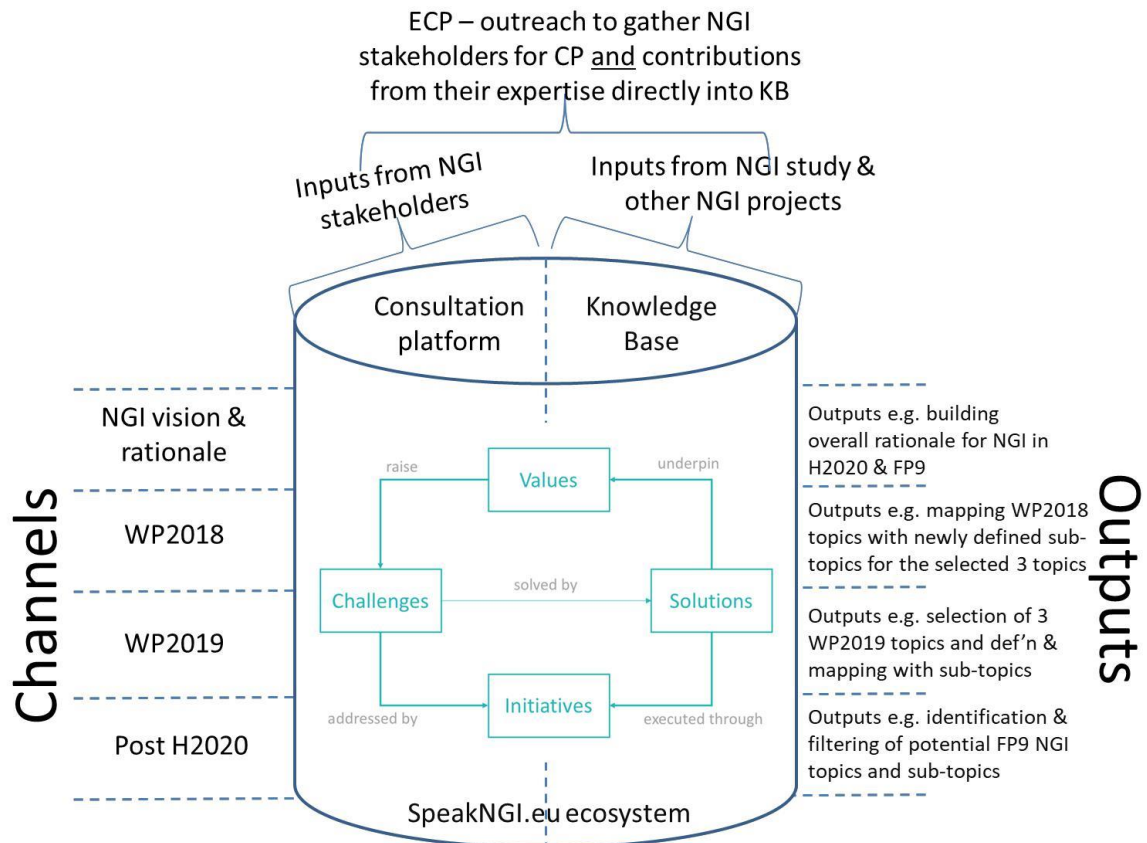 ECP – outreach to gather NGI
stakeholders for CP and contributions
from their expertise directly into KB
Inputs from NGI
stakeholders
Inputs from NGI study &
other NGI projects
Consultation
platform
Knowledge
Base
Channels
NGI vision &
rationale
WP2018
WP2019
Post H2020
raise
Values
underpin
Challenges
solved by
Solutions
addressed by
Initiatives
executed through
SpeakNGI.eu ecosystem
Outputs e.g. building
overall rationale for NGI in
H2020 & FP9
Outputs e.g. mapping WP2018
topics with newly defined sub-
topics for the selected 3 topics
Outputs e.g. selection of 3
WP2019 topics and def'n &
mapping with sub-topics
Outputs e.g. identification &
filtering of potential FP9 NGI
topics and sub-topics
Outputs